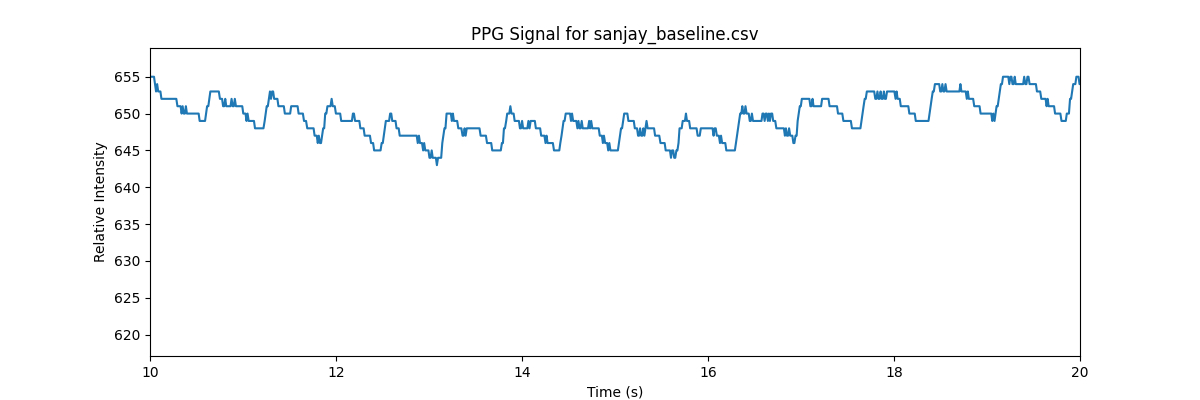 PPG Signal for sanjay_baseline.csv
Relative Intensity
655
650
645
640
635
630
625
620
10 12 14 16 18 20
Time (s)